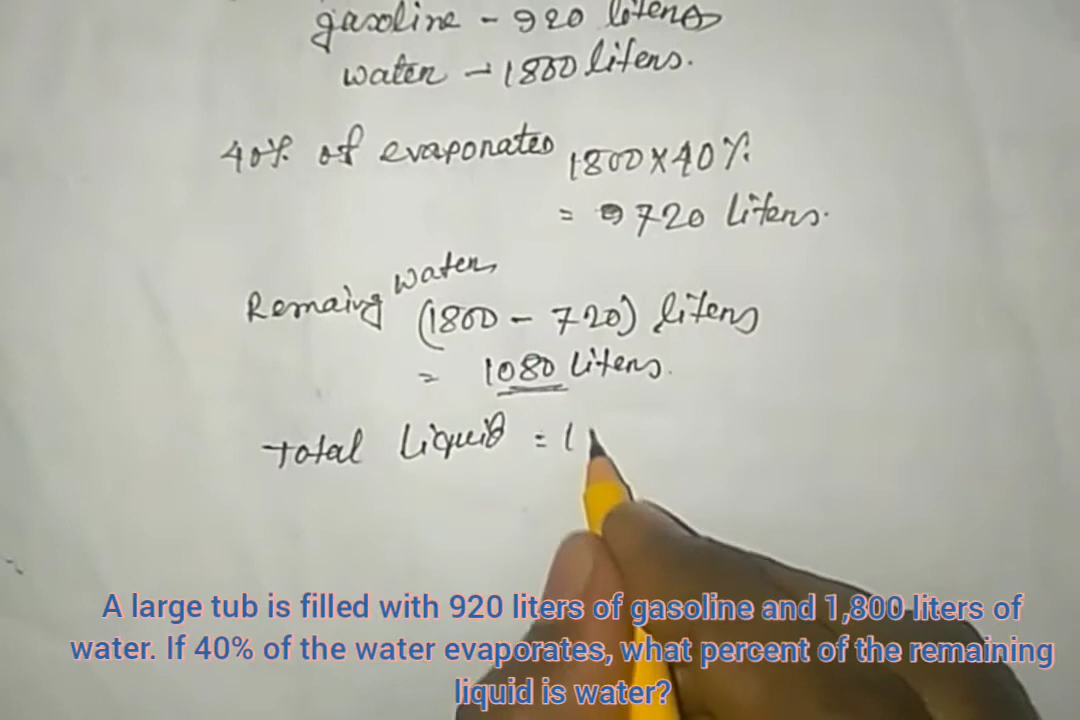 gasoline - 920 liters
water → 1800 liters.
40% of evaporates 1800 X 40%
= 720 liters.
Remaing water
(1800 - 720) liters
= 1080 liters.
Total liquid = (
A large tub is filled with 920 liters of gasoline and 1,800 liters of
water. If 40% of the water evaporates, what percent of the remaining
liquid is water?